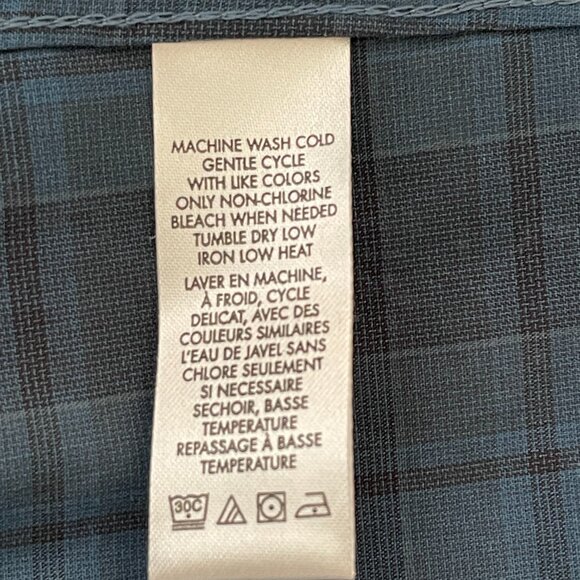 MACHINE WASH COLD
GENTLE CYCLE
WITH LIKE COLORS
ONLY NON-CHLORINE
BLEACH WHEN NEEDED
TUMBLE DRY LOW
IRON LOW HEAT
LAVER EN MACHINE,
À FROID, CYCLE
DELICAT, AVEC DES
COULEURS SIMILAIRES
L'EAU DE JAVEL SANS
CHLORE SEULEMENT
SI NECESSAIRE
SECHOIR, BASSE
TEMPERATURE
REPASSAGE À BASSE
TEMPERATURE
30C